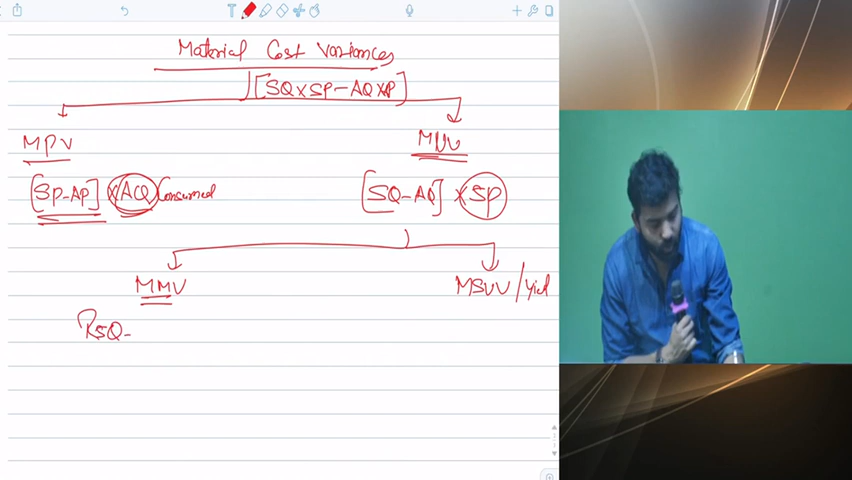 Material Cost Variances
[SQ×SP-AQ×AP]
MPV MUV
[SP-AP] ×AQ Consumed [SQ-AQ] × SP
MMV MSUV/Yield
RSQ-